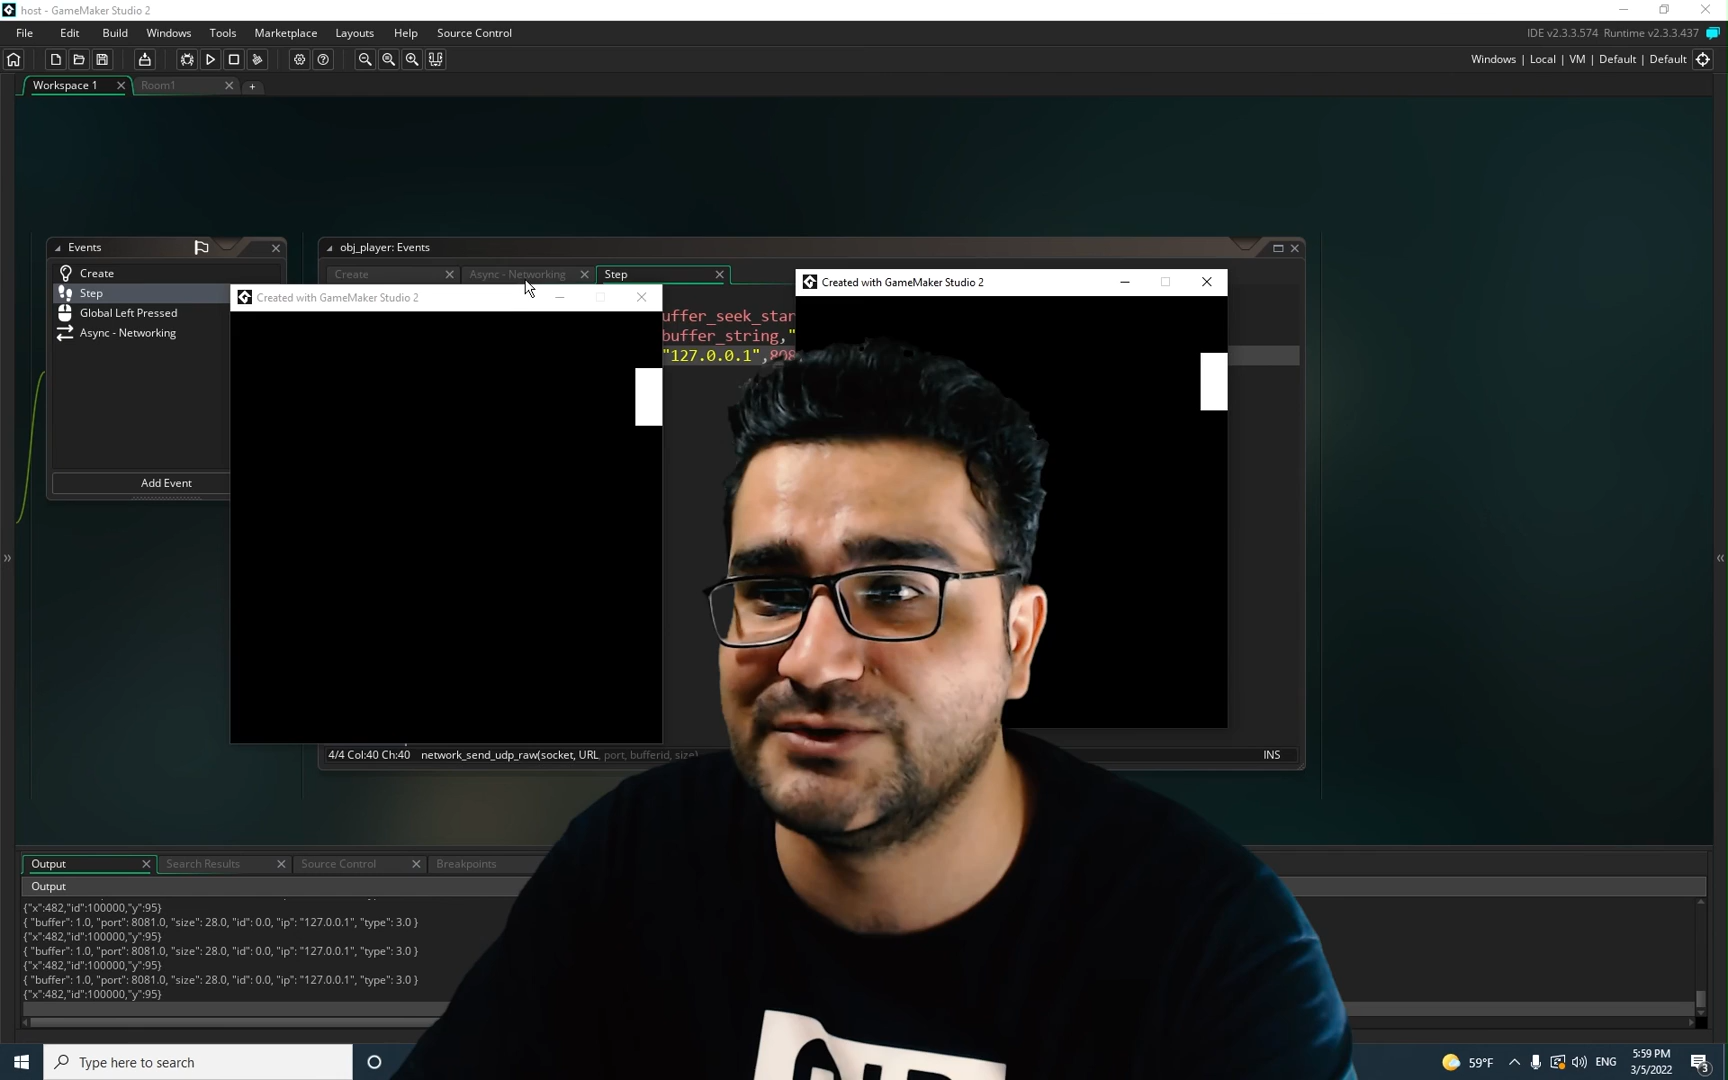 host - GameMaker Studio 2
File Edit Build Windows Tools Marketplace Layouts Help Source Control
IDE v2.3.3.574 Runtime v2.3.3.437
Windows | Local | VM | Default | Default
Workspace 1
Room1
Events
obj_player: Events
Create
Step
Global Left Pressed
Async - Networking
Add Event
Create
Async - Networking
Step
Created with GameMaker Studio 2
Created with GameMaker Studio 2
uffer_seek_star
buffer_string,"
"127.0.0.1",808
4/4 Col:40 Ch:40 network_send_udp_raw(socket, URL, port, bufferid, size)
INS
Output
Search Results
Source Control
Breakpoints
Output
{"x":482,"id":100000,"y":95}
{ "buffer": 1.0, "port": 8081.0, "size": 28.0, "id": 0.0, "ip": "127.0.0.1", "type": 3.0 }
{"x":482,"id":100000,"y":95}
{ "buffer": 1.0, "port": 8081.0, "size": 28.0, "id": 0.0, "ip": "127.0.0.1", "type": 3.0 }
{"x":482,"id":100000,"y":95}
{ "buffer": 1.0, "port": 8081.0, "size": 28.0, "id": 0.0, "ip": "127.0.0.1", "type": 3.0 }
{"x":482,"id":100000,"y":95}
Type here to search
59°F
ENG
5:59 PM
3/5/2022
3